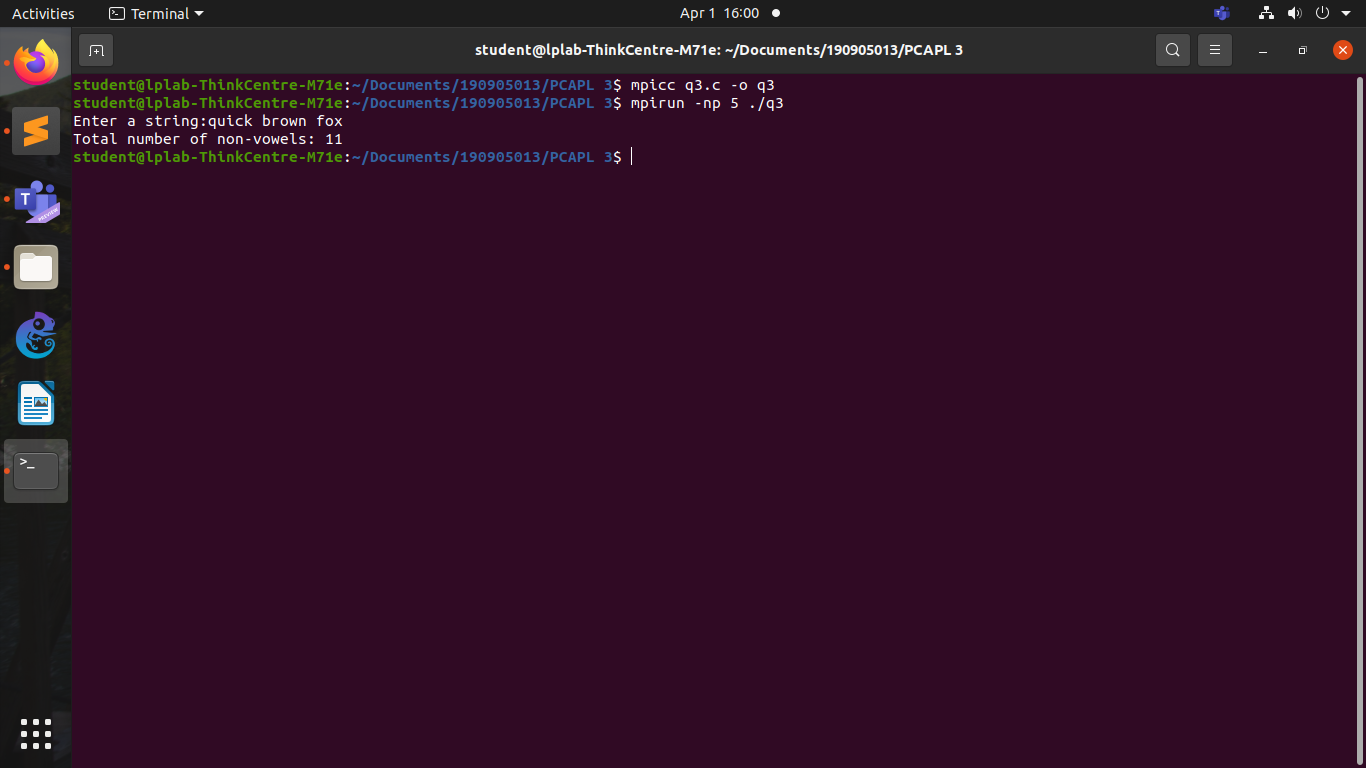 Activities
Terminal
Apr 1 16:00
student@lplab-ThinkCentre-M71e: ~/Documents/190905013/PCAPL 3
student@lplab-ThinkCentre-M71e:~/Documents/190905013/PCAPL 3$ mpicc q3.c -o q3
student@lplab-ThinkCentre-M71e:~/Documents/190905013/PCAPL 3$ mpirun -np 5 ./q3
Enter a string:quick brown fox
Total number of non-vowels: 11
student@lplab-ThinkCentre-M71e:~/Documents/190905013/PCAPL 3$
T
PREVIEW
>_